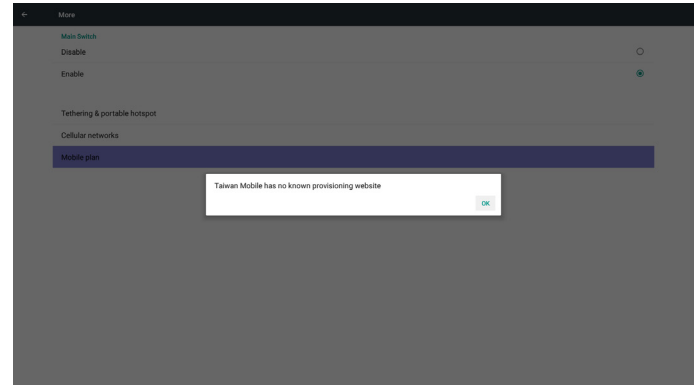 More
Main Switch
Disable
Enable
Tethering & portable hotspot
Cellular networks
Mobile plan
Taiwan Mobile has no known provisioning website
OK